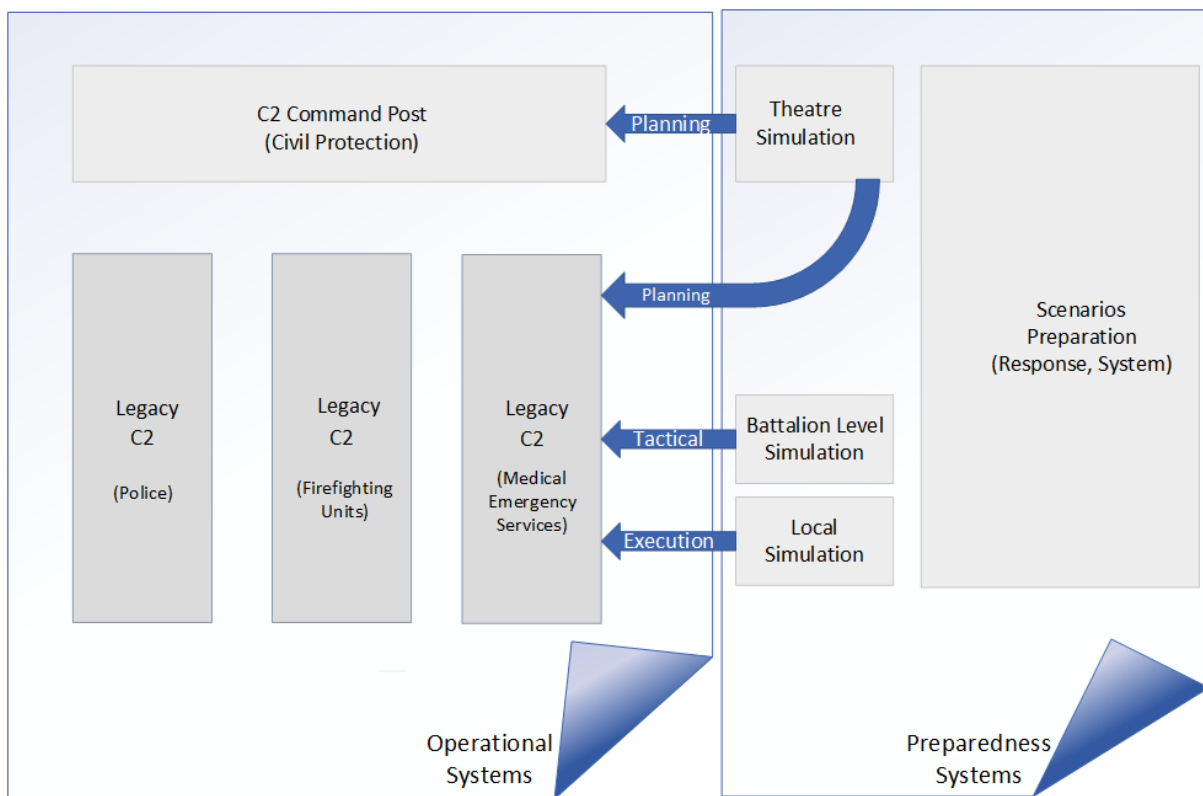 C2 Command Post
(Civil Protection)
Planning
Theatre
Simulation
Planning
Scenarios
Preparation
(Response, System)
Legacy
C2
(Police)
Legacy
C2
(Firefighting
Units)
Legacy
C2
(Medical
Emergency
Services)
Tactical
Battalion Level
Simulation
Execution
Local
Simulation
Operational
Systems
Preparedness
Systems